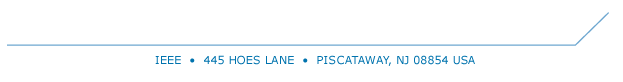 IEEE • 445 HOES LANE • PISCATAWAY, NJ 08854 USA